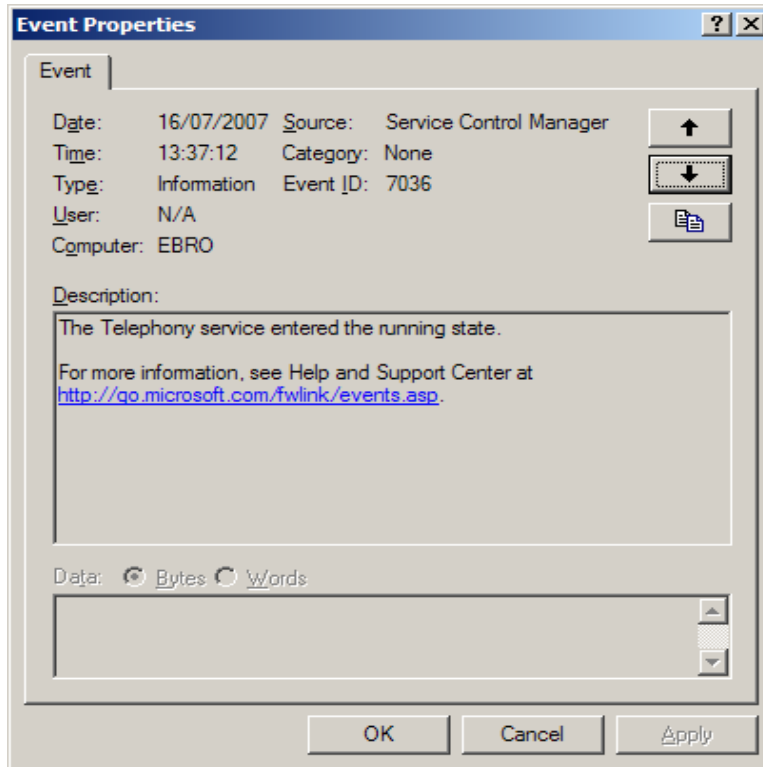 Event Properties
Event
Date: 16/07/2007 Source: Service Control Manager
Time: 13:37:12 Category: None
Type: Information Event ID: 7036
User: N/A
Computer: EBRO
Description:
The Telephony service entered the running state.
For more information, see Help and Support Center at
http://go.microsoft.com/fwlink/events.asp.
Data: Bytes Words
OK Cancel Apply